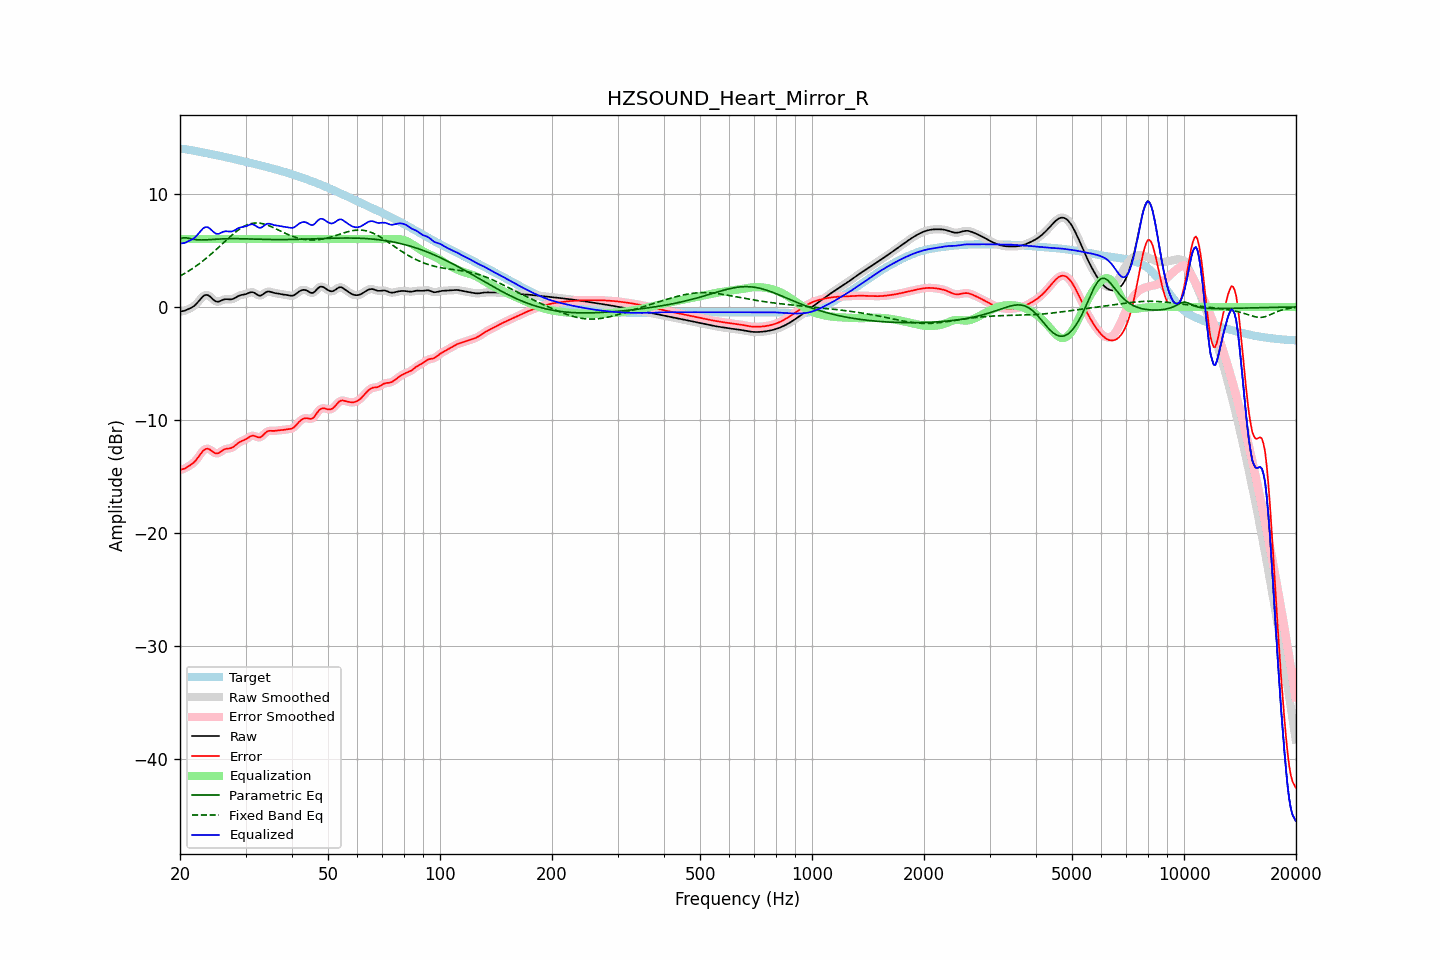 HZSOUND_Heart_Mirror_R
Amplitude (dBr)
10
0
−10
−20
−30
−40
Target
Raw Smoothed
Error Smoothed
Raw
Error
Equalization
Parametric Eq
Fixed Band Eq
Equalized
20 50 100 200 500 1000 2000 5000 10000 20000
Frequency (Hz)